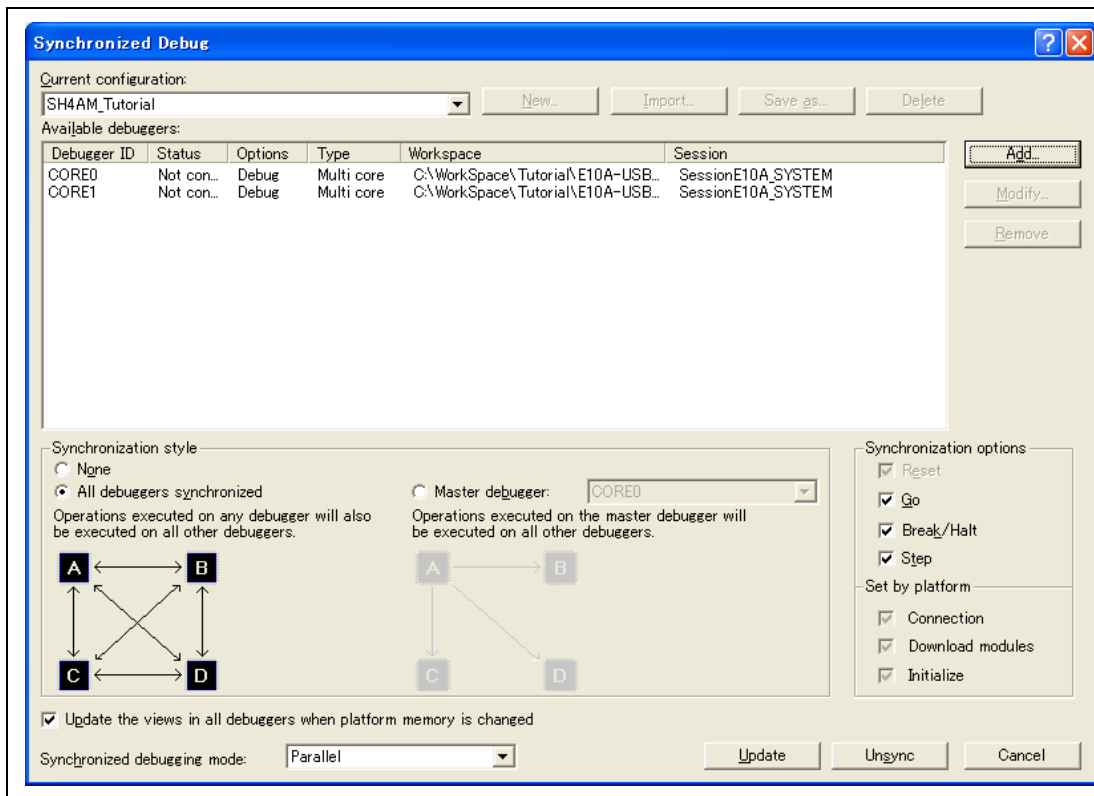 Synchronized Debug
Current configuration:
SH4AM_Tutorial
New...
Import...
Save as...
Delete
Available debuggers:
Debugger ID Status Options Type Workspace Session
CORE0 Not con... Debug Multi core C:\WorkSpace\Tutorial\E10A-USB... SessionE10A_SYSTEM
CORE1 Not con... Debug Multi core C:\WorkSpace\Tutorial\E10A-USB... SessionE10A_SYSTEM
Add...
Modify...
Remove
Synchronization style
None
All debuggers synchronized
Operations executed on any debugger will also
be executed on all other debuggers.
A B
C D
Master debugger: CORE0
Operations executed on the master debugger will
be executed on all other debuggers.
A B
C D
Synchronization options
Reset
Go
Break/Halt
Step
Set by platform
Connection
Download modules
Initialize
Update the views in all debuggers when platform memory is changed
Synchronized debugging mode: Parallel
Update
Unsync
Cancel